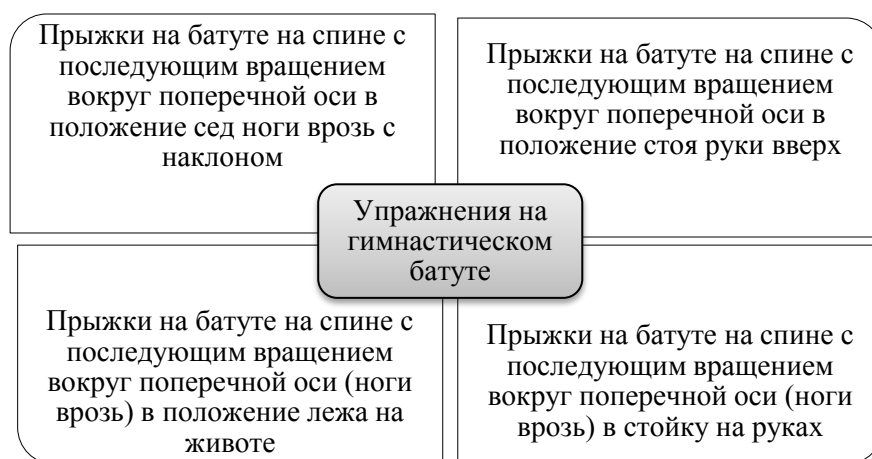 Прыжки на батуте на спине с
последующим вращением
вокруг поперечной оси в
положение сед ноги врозь с
наклоном
Прыжки на батуте на спине с
последующим вращением
вокруг поперечной оси в
положение стоя руки вверх
Упражнения на
гимнастическом
батуте
Прыжки на батуте на спине с
последующим вращением
вокруг поперечной оси (ноги
врозь) в положение лежа на
животе
Прыжки на батуте на спине с
последующим вращением
вокруг поперечной оси (ноги
врозь) в стойку на руках